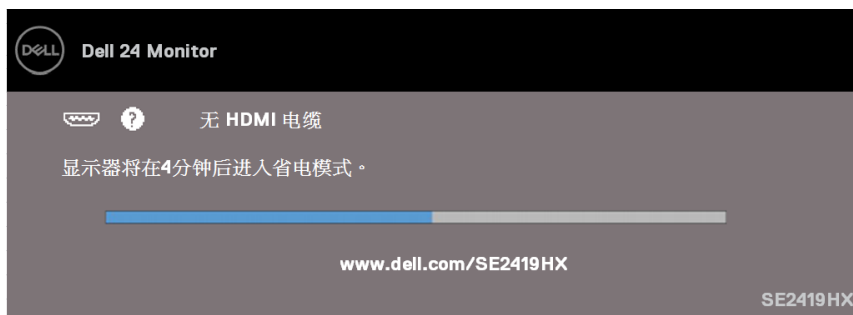 DELL Dell 24 Monitor
? 无 HDMI 电缆
显示器将在4分钟后进入省电模式。
www.dell.com/SE2419HX
SE2419HX